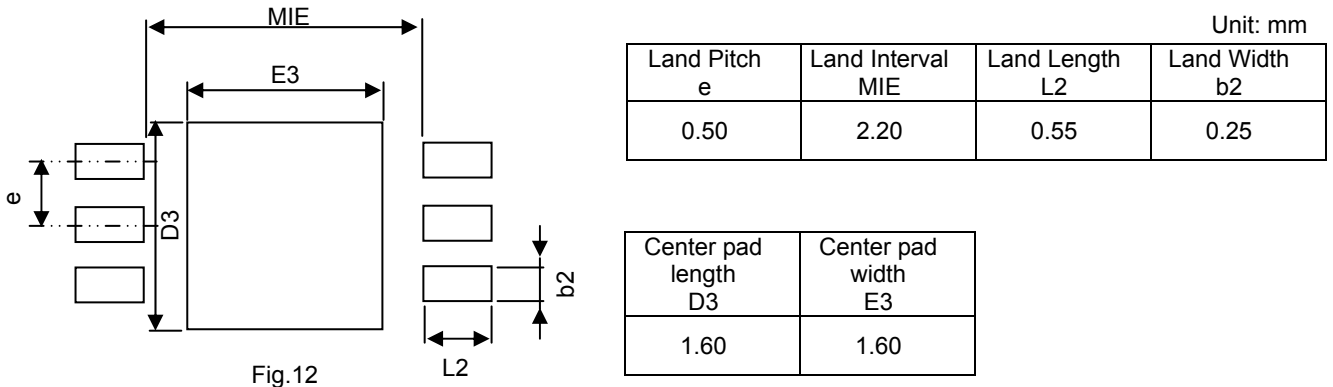 MIE
E3
e
D3
b2
L2
Fig.12
Unit: mm
Land Pitch Land Interval Land Length Land Width
e MIE L2 b2
0.50 2.20 0.55 0.25
Center pad Center pad
length width
D3 E3
1.60 1.60